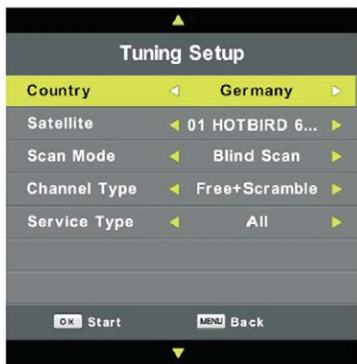 Tuning Setup
Country Germany
Satellite 01 HOTBIRD 6...
Scan Mode Blind Scan
Channel Type Free+Scramble
Service Type All
OK Start MENU Back